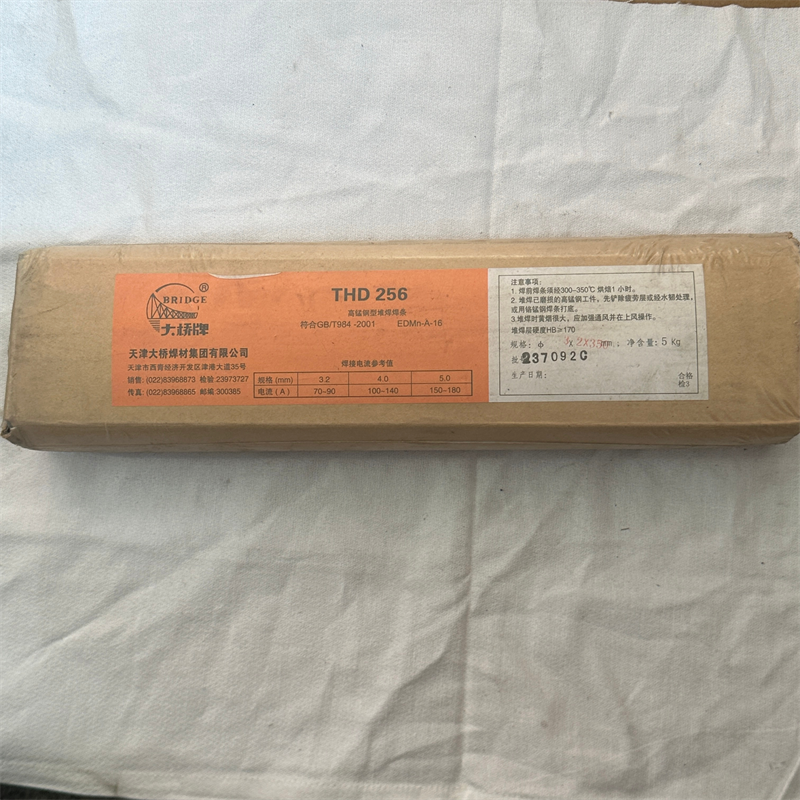 BRIDGE ®
大桥牌
天津大桥焊材集团有限公司
天津市西青经济开发区津港大道35号
销售: (022)83968873 检验: 23973727
传真: (022)83968865 邮编: 300385
THD 256
高锰钢型堆焊焊条
符合GB/T984 -2001 EDMn-A-16
焊接电流参考值
规格 (mm) 3.2 4.0 5.0
电流 ( A ) 70~90 100~140 150~180
注意事项:
1. 焊前焊条须经300~350℃ 烘焙1 小时。
2. 堆焊已磨损的高锰钢工件, 先铲除疲劳层或经水韧处理,
或用铬锰钢焊条打底。
3.堆焊时黄烟很大, 应加强通风并在上风操作。
堆焊层硬度HB≥170
规格: φ mm, 净含量: 5 kg
批 237092C
生产日期:
合格
检3